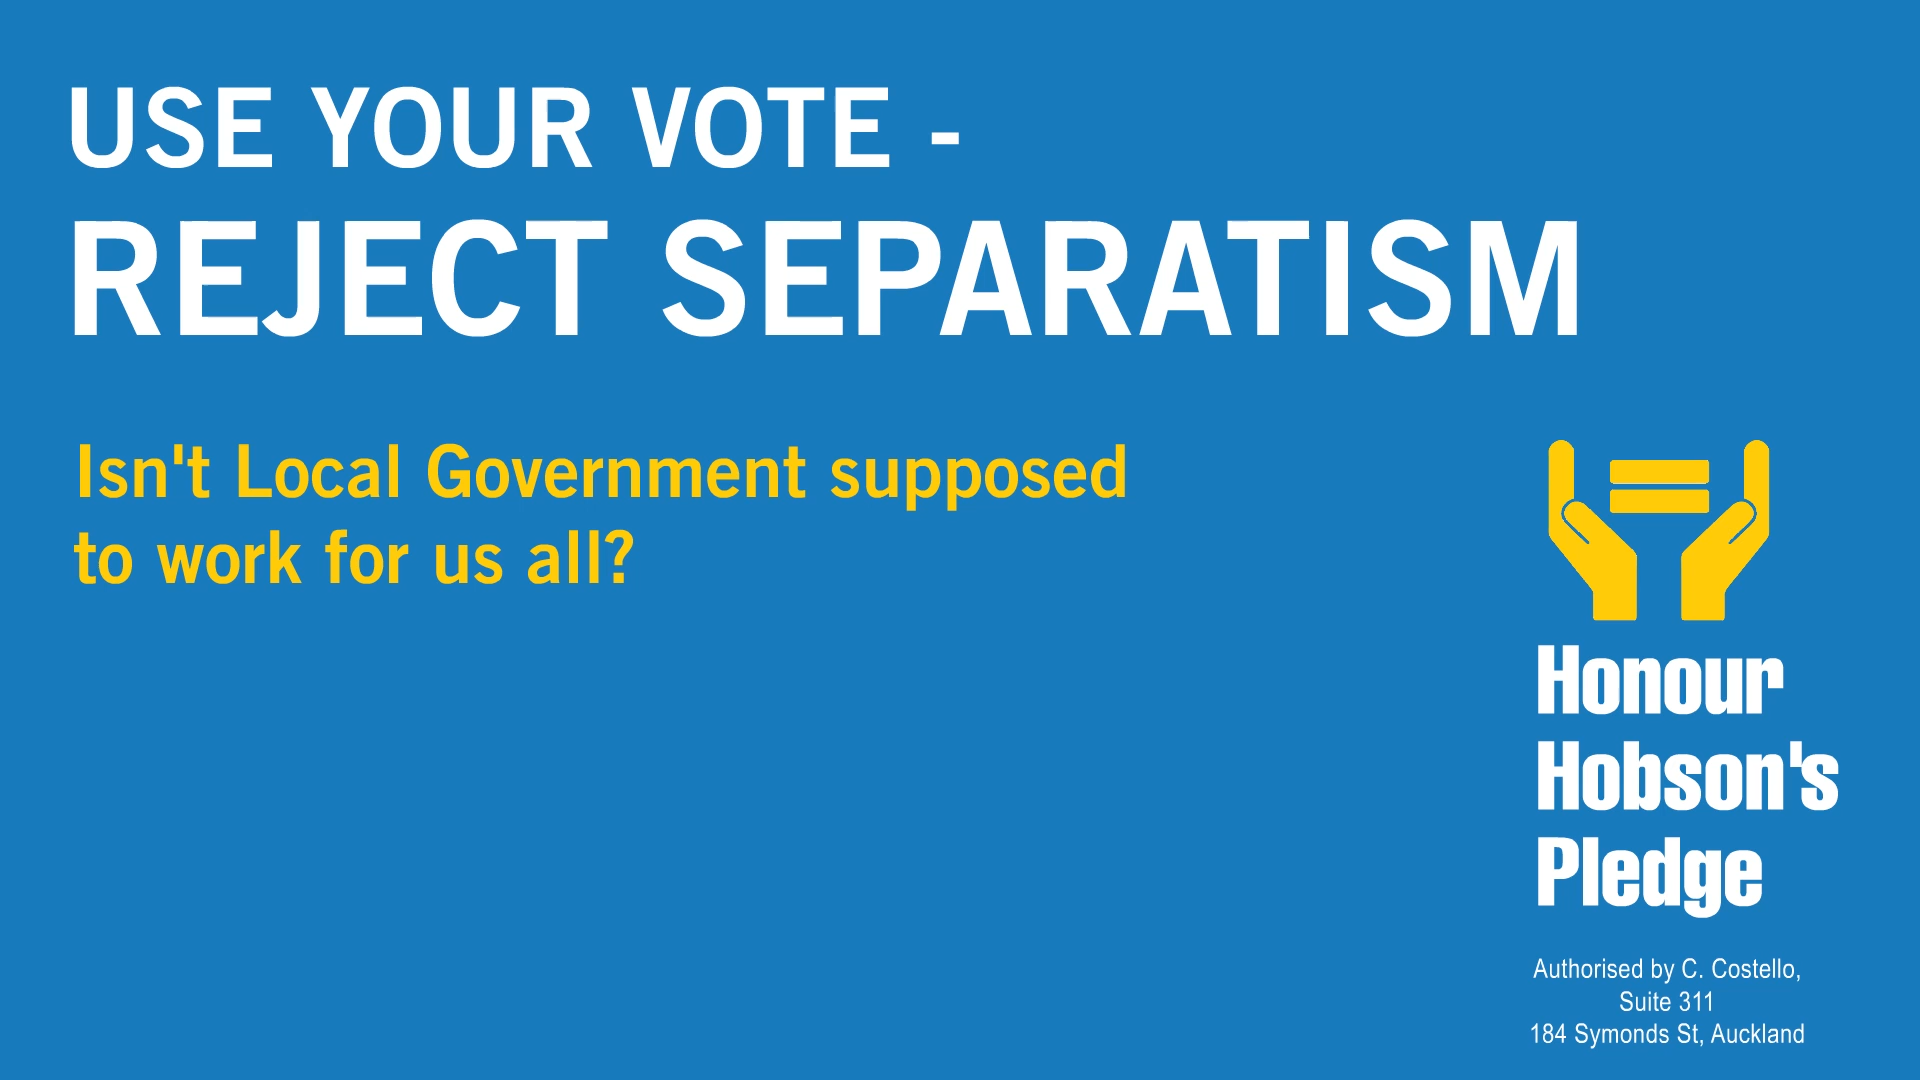 USE YOUR VOTE -
REJECT SEPARATISM
Isn't Local Government supposed
to work for us all?
Honour
Hobson's
Pledge
Authorised by C. Costello,
Suite 311
184 Symonds St, Auckland